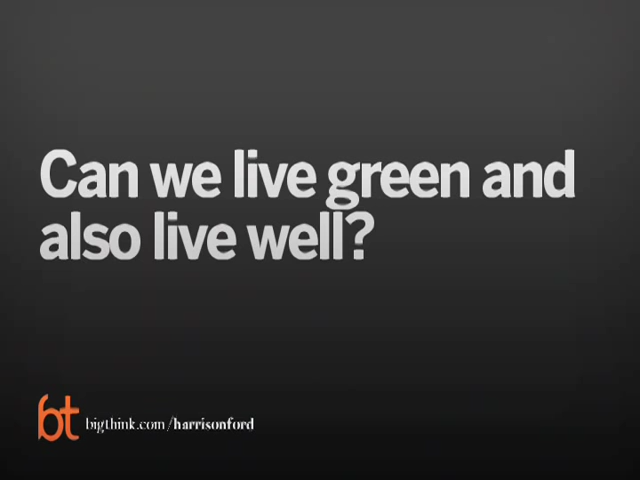 Can we live green and
also live well?
bt bigthink.com/harrisonford